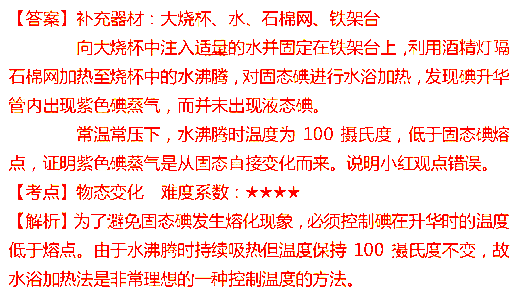 【答案】补充器材：大烧杯、水、石棉网、铁架台
向大烧杯中注入适量的水并固定在铁架台上，利用酒精灯隔
石棉网加热至烧杯中的水沸腾，对固态碘进行水浴加热，发现碘升华
管内出现紫色碘蒸气，而并未出现液态碘。
常温常压下，水沸腾时温度为 100 摄氏度，低于固态碘熔
点，证明紫色碘蒸气是从固态直接变化而来。说明小红观点错误。
【考点】物态变化 难度系数：★★★★
【解析】为了避免固态碘发生熔化现象，必须控制碘在升华时的温度
低于熔点。由于水沸腾时持续吸热但温度保持 100 摄氏度不变，故
水浴加热法是非常理想的一种控制温度的方法。